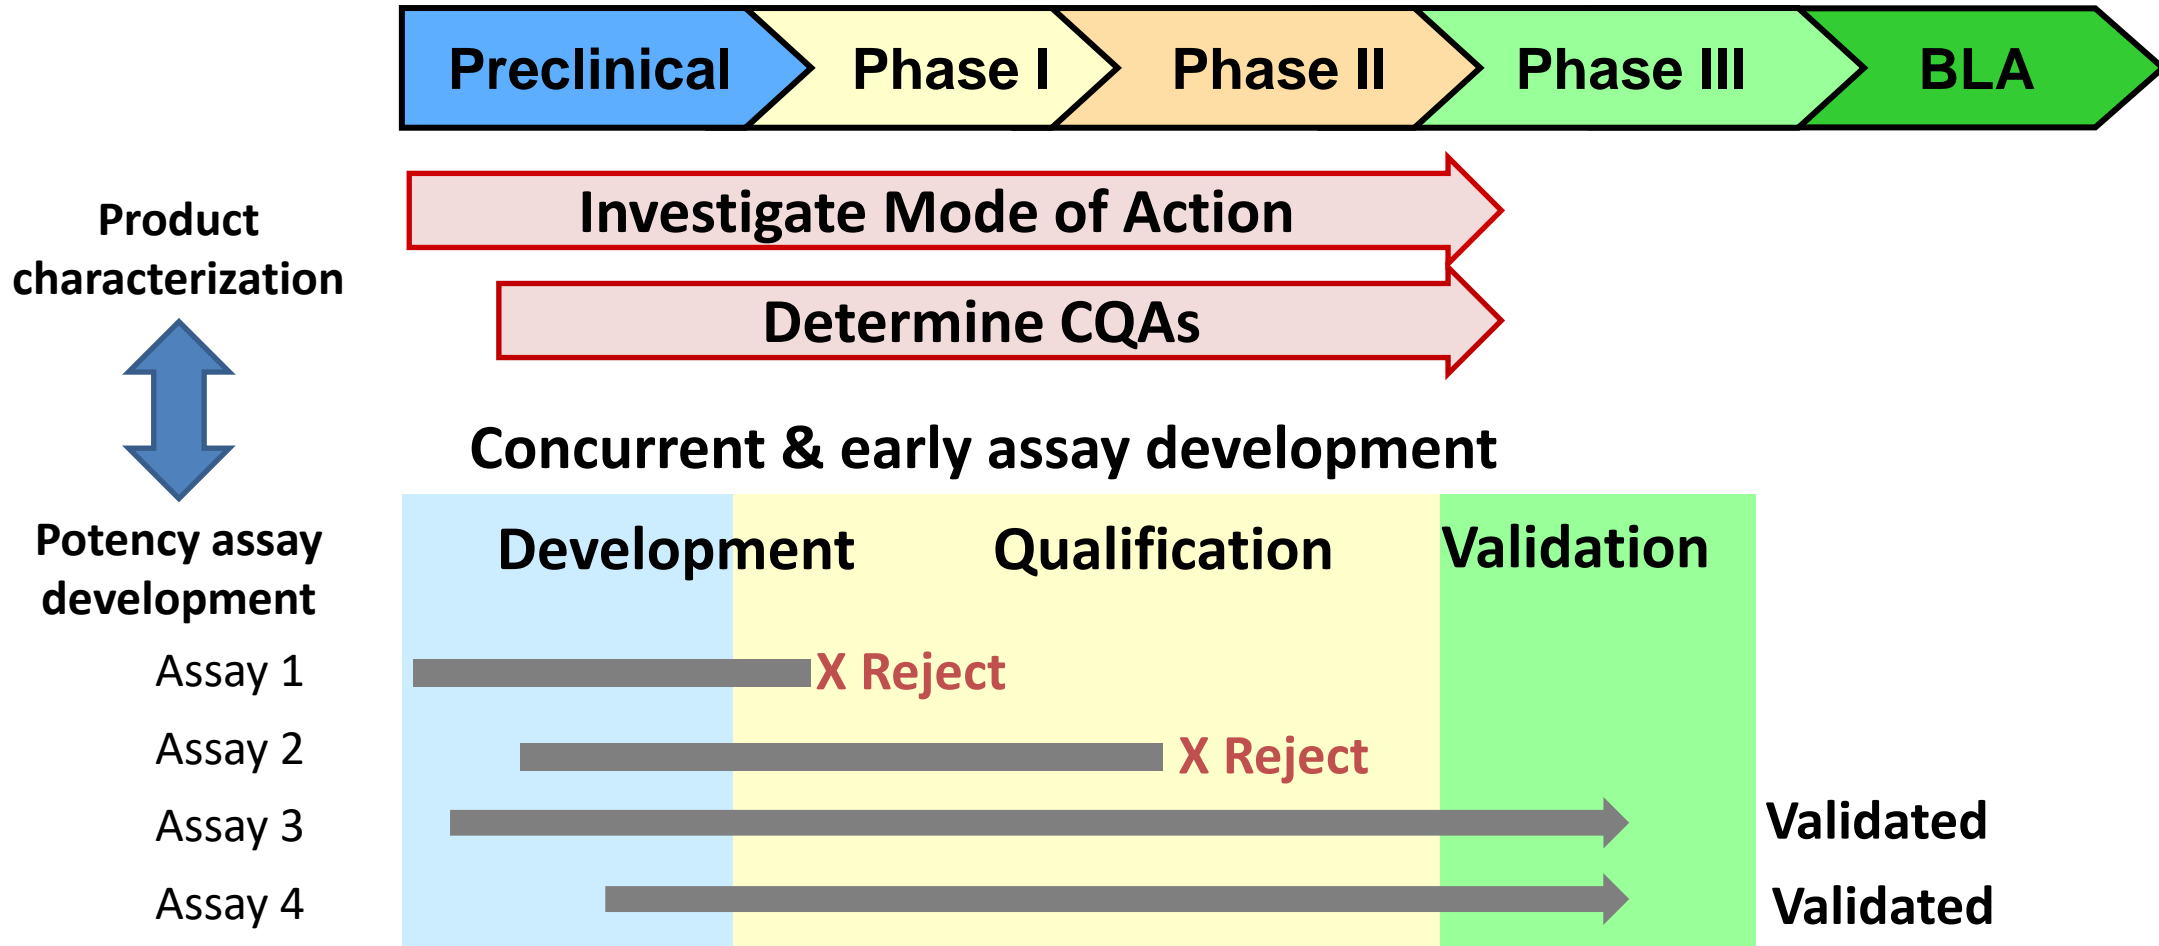 Preclinical Phase I Phase II Phase III BLA
Investigate Mode of Action
Product
characterization
Determine CQAs
Concurrent & early assay development
Development Qualification Validation
Potency assay
development
Assay 1 X Reject
Assay 2 X Reject
Assay 3 Validated
Assay 4 Validated